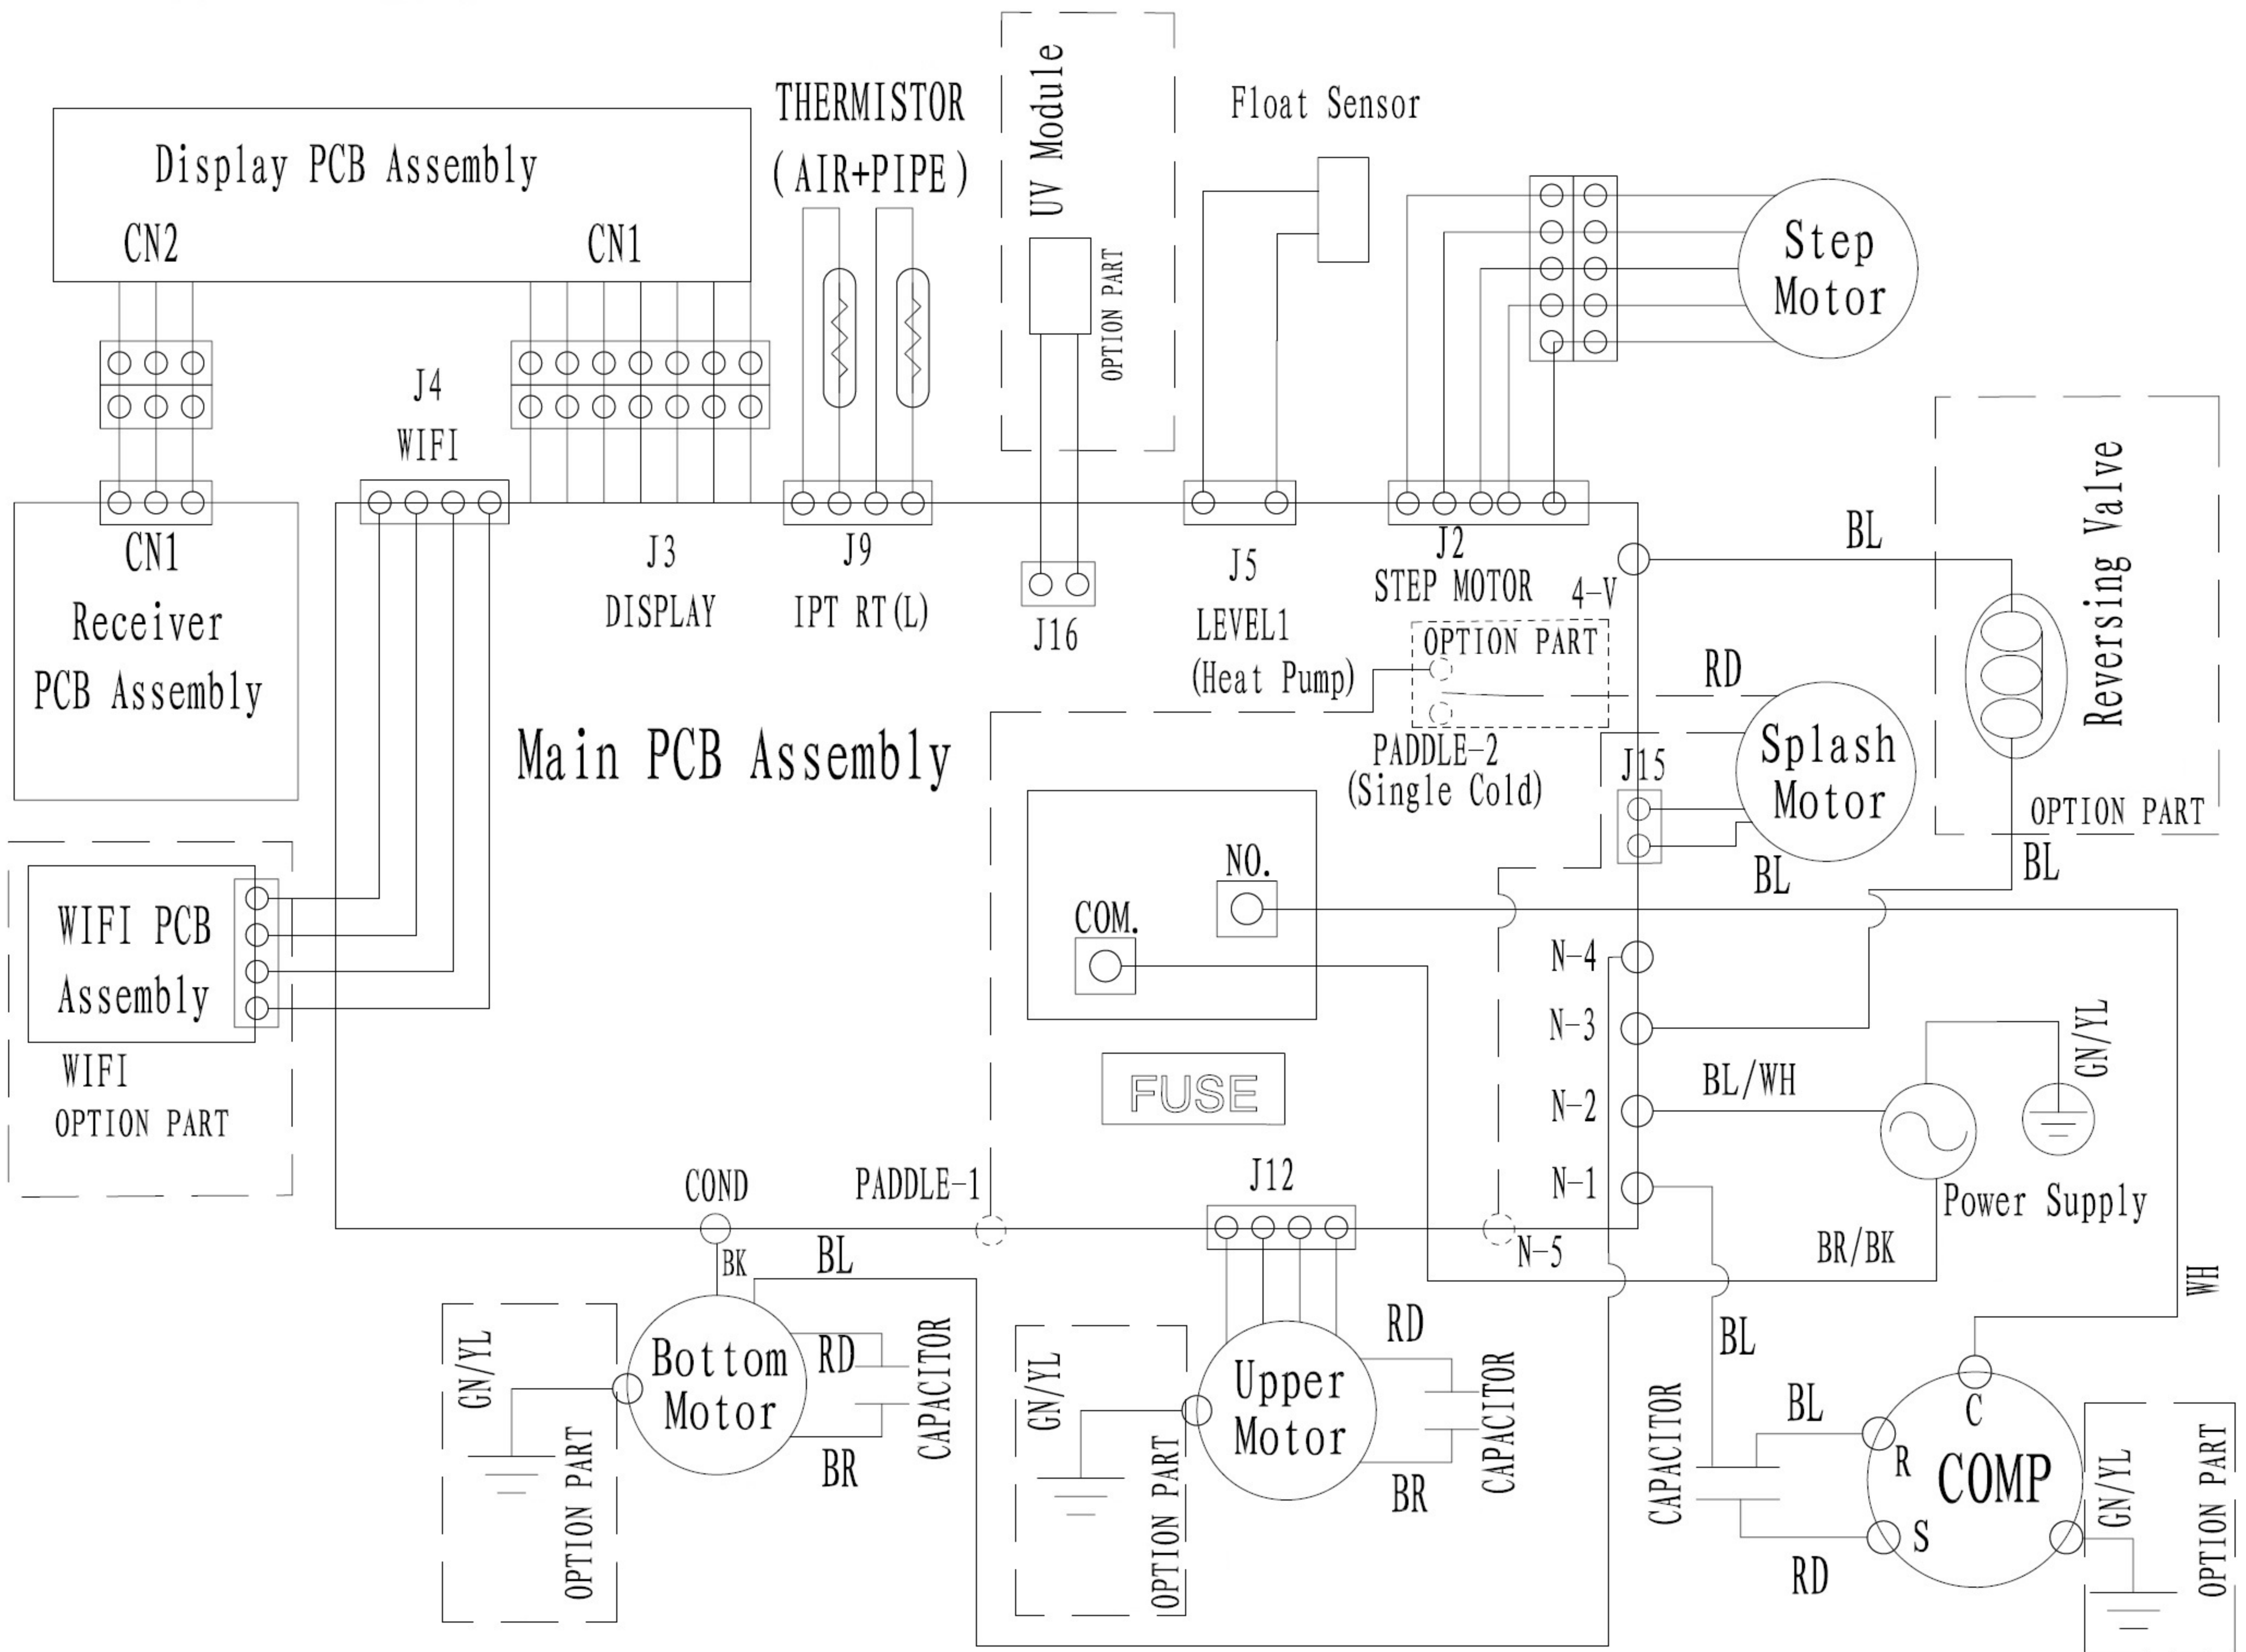 Display PCB Assembly
CN2
CN1
THERMISTOR
(AIR+PIPE)
UV Module
OPTION PART
Float Sensor
Step
Motor
J4
WIFI
CN1
Receiver
PCB Assembly
J3
DISPLAY
J9
IPT RT(L)
J16
J5
LEVEL1
(Heat Pump)
J2
STEP MOTOR
4-V
OPTION PART
PADDLE-2
(Single Cold)
BL
Reversing Valve
OPTION PART
BL
RD
Splash
Motor
J15
BL
Main PCB Assembly
NO.
COM.
FUSE
WIFI PCB
Assembly
WIFI
OPTION PART
N-4
N-3
N-2
N-1
N-5
BL/WH
GN/YL
Power Supply
BR/BK
WH
COND
PADDLE-1
J12
BK
BL
GN/YL
OPTION PART
Bottom
Motor
RD
BR
CAPACITOR
GN/YL
OPTION PART
Upper
Motor
RD
BR
CAPACITOR
BL
CAPACITOR
BL
RD
C
R
S
COMP
GN/YL
OPTION PART